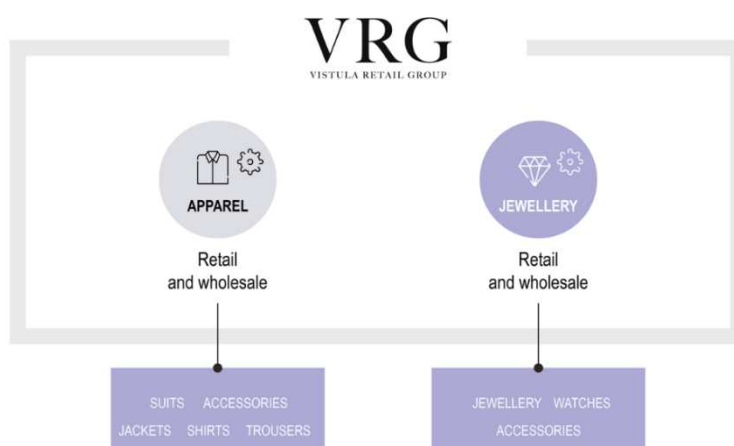 VRG
VISTULA RETAIL GROUP
APPAREL
JEWELLERY
Retail
and wholesale
Retail
and wholesale
SUITS ACCESSORIES
JACKETS SHIRTS TROUSERS
JEWELLERY WATCHES
ACCESSORIES